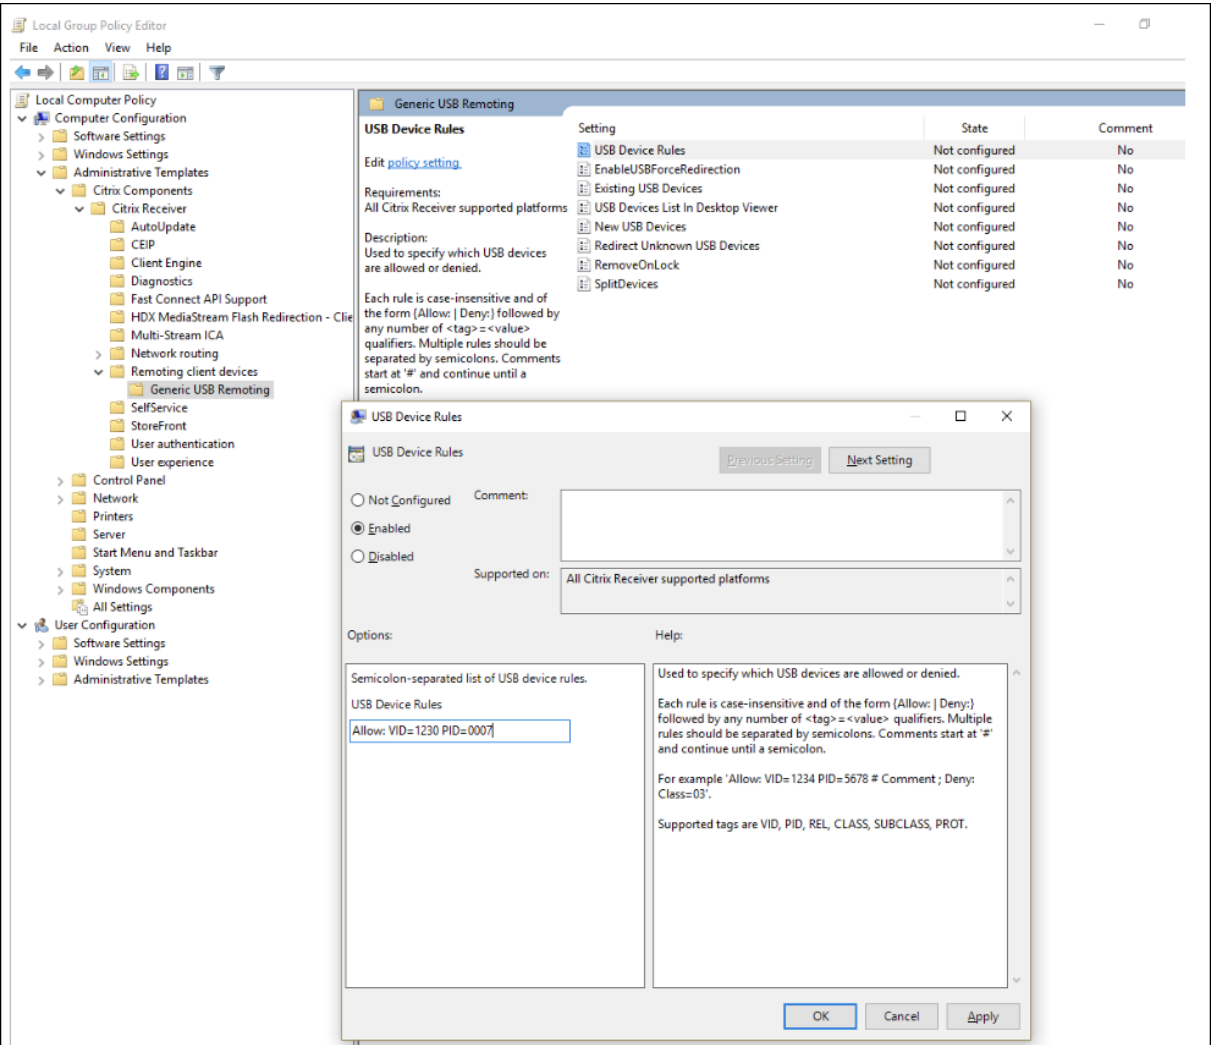 Local Group Policy Editor
File Action View Help
Local Computer Policy
Computer Configuration
Software Settings
Windows Settings
Administrative Templates
Citrix Components
Citrix Receiver
AutoUpdate
CEIP
Client Engine
Diagnostics
Fast Connect API Support
HDX MediaStream Flash Redirection - Clie
Multi-Stream ICA
Network routing
Remoting client devices
Generic USB Remoting
SelfService
StoreFront
User authentication
User experience
Control Panel
Network
Printers
Server
Start Menu and Taskbar
System
Windows Components
All Settings
User Configuration
Software Settings
Windows Settings
Administrative Templates
Generic USB Remoting
USB Device Rules
Edit policy setting
Requirements:
All Citrix Receiver supported platforms
Description:
Used to specify which USB devices
are allowed or denied.
Each rule is case-insensitive and of
the form {Allow: | Deny:} followed by
any number of <tag>=<value>
qualifiers. Multiple rules should be
separated by semicolons. Comments
start at '#' and continue until a
semicolon.
Setting State Comment
USB Device Rules Not configured No
EnableUSBForceRedirection Not configured No
Existing USB Devices Not configured No
USB Devices List In Desktop Viewer Not configured No
New USB Devices Not configured No
Redirect Unknown USB Devices Not configured No
RemoveOnLock Not configured No
SplitDevices Not configured No
USB Device Rules
USB Device Rules
Previous Setting Next Setting
Not Configured
Enabled
Disabled
Comment:
Supported on: All Citrix Receiver supported platforms
Options:
Semicolon-separated list of USB device rules.
USB Device Rules
Allow: VID=1230 PID=0007
Help:
Used to specify which USB devices are allowed or denied.
Each rule is case-insensitive and of the form {Allow: | Deny:}
followed by any number of <tag>=<value> qualifiers. Multiple
rules should be separated by semicolons. Comments start at '#'
and continue until a semicolon.
For example 'Allow: VID=1234 PID=5678 # Comment ; Deny:
Class=03'.
Supported tags are VID, PID, REL, CLASS, SUBCLASS, PROT.
OK Cancel Apply